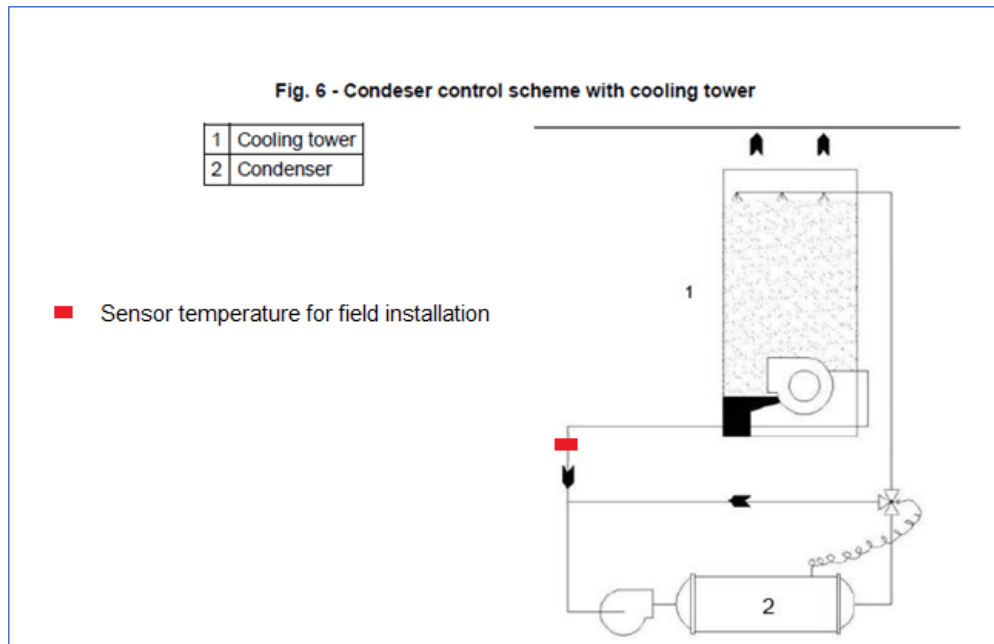 Fig. 6 - Condeser control scheme with cooling tower
1 Cooling tower
2 Condenser
1
Sensor temperature for field installation
2